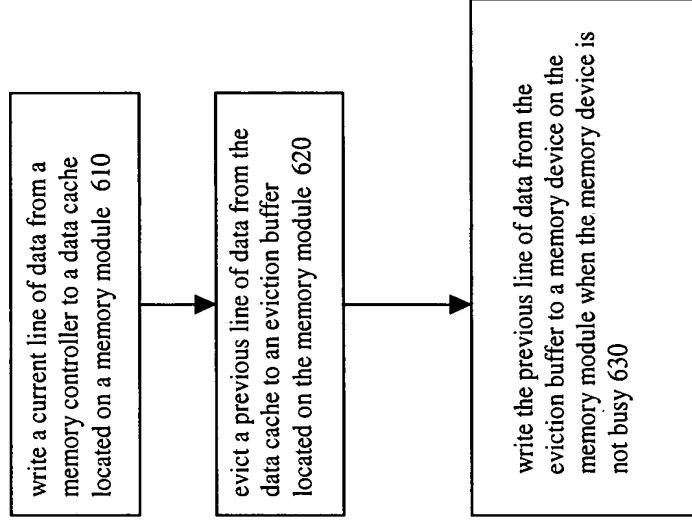 write a current line of data from a
memory controller to a data cache
located on a memory module 610
evict a previous line of data from the
data cache to an eviction buffer
located on the memory module 620
write the previous line of data from the
eviction buffer to a memory device on the
memory module when the memory device is
not busy 630